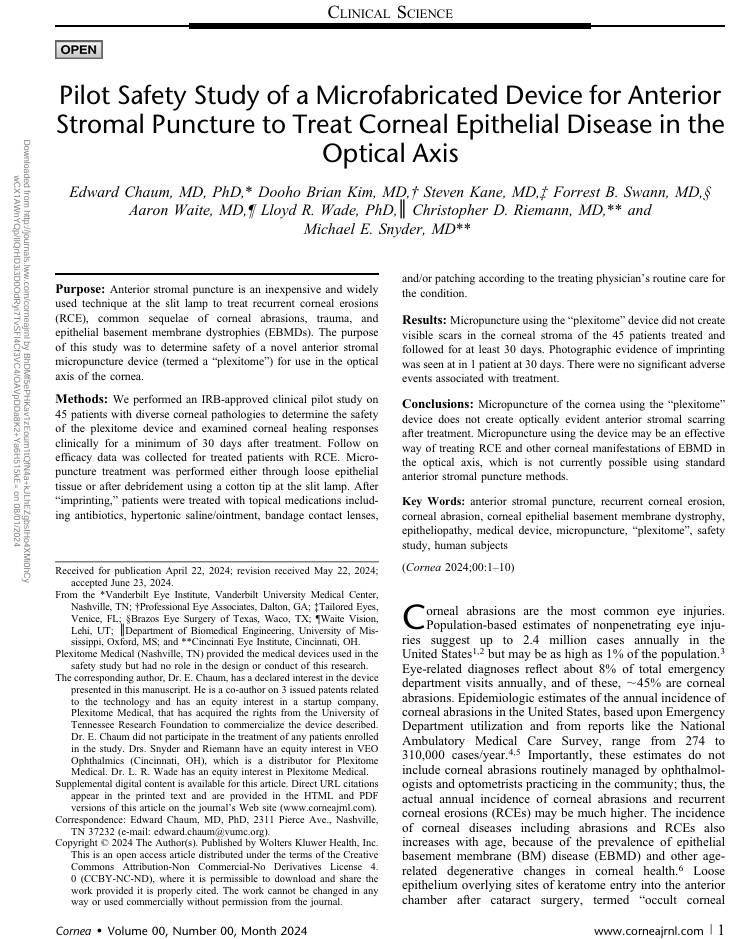 CLINICAL SCIENCE
OPEN
Pilot Safety Study of a Microfabricated Device for Anterior
Stromal Puncture to Treat Corneal Epithelial Disease in the
Optical Axis
Edward Chaum, MD, PhD,* Dooho Brian Kim, MD,† Steven Kane, MD,‡ Forrest B. Swann, MD,§
Aaron Waite, MD,¶ Lloyd R. Wade, PhD,║ Christopher D. Riemann, MD,** and
Michael E. Snyder, MD**
Purpose: Anterior stromal puncture is an inexpensive and widely
used technique at the slit lamp to treat recurrent corneal erosions
(RCE), common sequelae of corneal abrasions, trauma, and
epithelial basement membrane dystrophies (EBMDs). The purpose
of this study was to determine safety of a novel anterior stromal
micropuncture device (termed a “plexitome”) for use in the optical
axis of the cornea.
Methods: We performed an IRB-approved clinical pilot study on
45 patients with diverse corneal pathologies to determine the safety
of the plexitome device and examined corneal healing responses
clinically for a minimum of 30 days after treatment. Follow on
efficacy data was collected for treated patients with RCE. Micro-
puncture treatment was performed either through loose epithelial
tissue or after debridement using a cotton tip at the slit lamp. After
“imprinting,” patients were treated with topical medications includ-
ing antibiotics, hypertonic saline/ointment, bandage contact lenses,
and/or patching according to the treating physician’s routine care for
the condition.
Results: Micropuncture using the “plexitome” device did not create
visible scars in the corneal stroma of the 45 patients treated and
followed for at least 30 days. Photographic evidence of imprinting
was seen at in 1 patient at 30 days. There were no significant adverse
events associated with treatment.
Conclusions: Micropuncture of the cornea using the “plexitome”
device does not create optically evident anterior stromal scarring
after treatment. Micropuncture using the device may be an effective
way of treating RCE and other corneal manifestations of EBMD in
the optical axis, which is not currently possible using standard
anterior stromal puncture methods.
Key Words: anterior stromal puncture, recurrent corneal erosion,
corneal abrasion, corneal epithelial basement membrane dystrophy,
epitheliopathy, medical device, micropuncture, “plexitome”, safety
study, human subjects
(Cornea 2024;00:1–10)
Received for publication April 22, 2024; revision received May 22, 2024;
accepted June 23, 2024.
From the *Vanderbilt Eye Institute, Vanderbilt University Medical Center,
Nashville, TN; †Professional Eye Associates, Dalton, GA; ‡Tailored Eyes,
Venice, FL; §Brazos Eye Surgery of Texas, Waco, TX; ¶Waite Vision,
Lehi, UT; ║Department of Biomedical Engineering, University of Mis-
sissippi, Oxford, MS; and **Cincinnati Eye Institute, Cincinnati, OH.
Plexitome Medical (Nashville, TN) provided the medical devices used in the
safety study but had no role in the design or conduct of this research.
The corresponding author, Dr. E. Chaum, has a declared interest in the device
presented in this manuscript. He is a co-author on 3 issued patents related
to the technology and has an equity interest in a startup company,
Plexitome Medical, that has acquired the rights from the University of
Tennessee Research Foundation to commercialize the device described.
Dr. E. Chaum did not participate in the treatment of any patients enrolled
in the study. Drs. Snyder and Riemann have an equity interest in VEO
Ophthalmics (Cincinnati, OH), which is a distributor for Plexitome
Medical. Dr. L. R. Wade has an equity interest in Plexitome Medical.
Supplemental digital content is available for this article. Direct URL citations
appear in the printed text and are provided in the HTML and PDF
versions of this article on the journal’s Web site (www.corneajrnl.com).
Correspondence: Edward Chaum, MD, PhD, 2311 Pierce Ave., Nashville,
TN 37232 (e-mail: edward.chaum@vumc.org).
Copyright © 2024 The Author(s). Published by Wolters Kluwer Health, Inc.
This is an open access article distributed under the terms of the Creative
Commons Attribution-Non Commercial-No Derivatives License 4.
0 (CCBY-NC-ND), where it is permissible to download and share the
work provided it is properly cited. The work cannot be changed in any
way or used commercially without permission from the journal.
Corneal abrasions are the most common eye injuries.
Population-based estimates of nonpenetrating eye inju-
ries suggest up to 2.4 million cases annually in the
United States1,2 but may be as high as 1% of the population.3
Eye-related diagnoses reflect about 8% of total emergency
department visits annually, and of these, ~45% are corneal
abrasions. Epidemiologic estimates of the annual incidence of
corneal abrasions in the United States, based upon Emergency
Department utilization and from reports like the National
Ambulatory Medical Care Survey, range from 274 to
310,000 cases/year.4,5 Importantly, these estimates do not
include corneal abrasions routinely managed by ophthalmol-
ogists and optometrists practicing in the community; thus, the
actual annual incidence of corneal abrasions and recurrent
corneal erosions (RCEs) may be much higher. The incidence
of corneal diseases including abrasions and RCEs also
increases with age, because of the prevalence of epithelial
basement membrane (BM) disease (EBMD) and other age-
related degenerative changes in corneal health.6 Loose
epithelium overlying sites of keratome entry into the anterior
chamber after cataract surgery, termed “occult corneal
Cornea • Volume 00, Number 00, Month 2024
www.corneajrnl.com | 1
Downloaded from http://journals.lww.com/corneajrnl by
on 08/01/2024